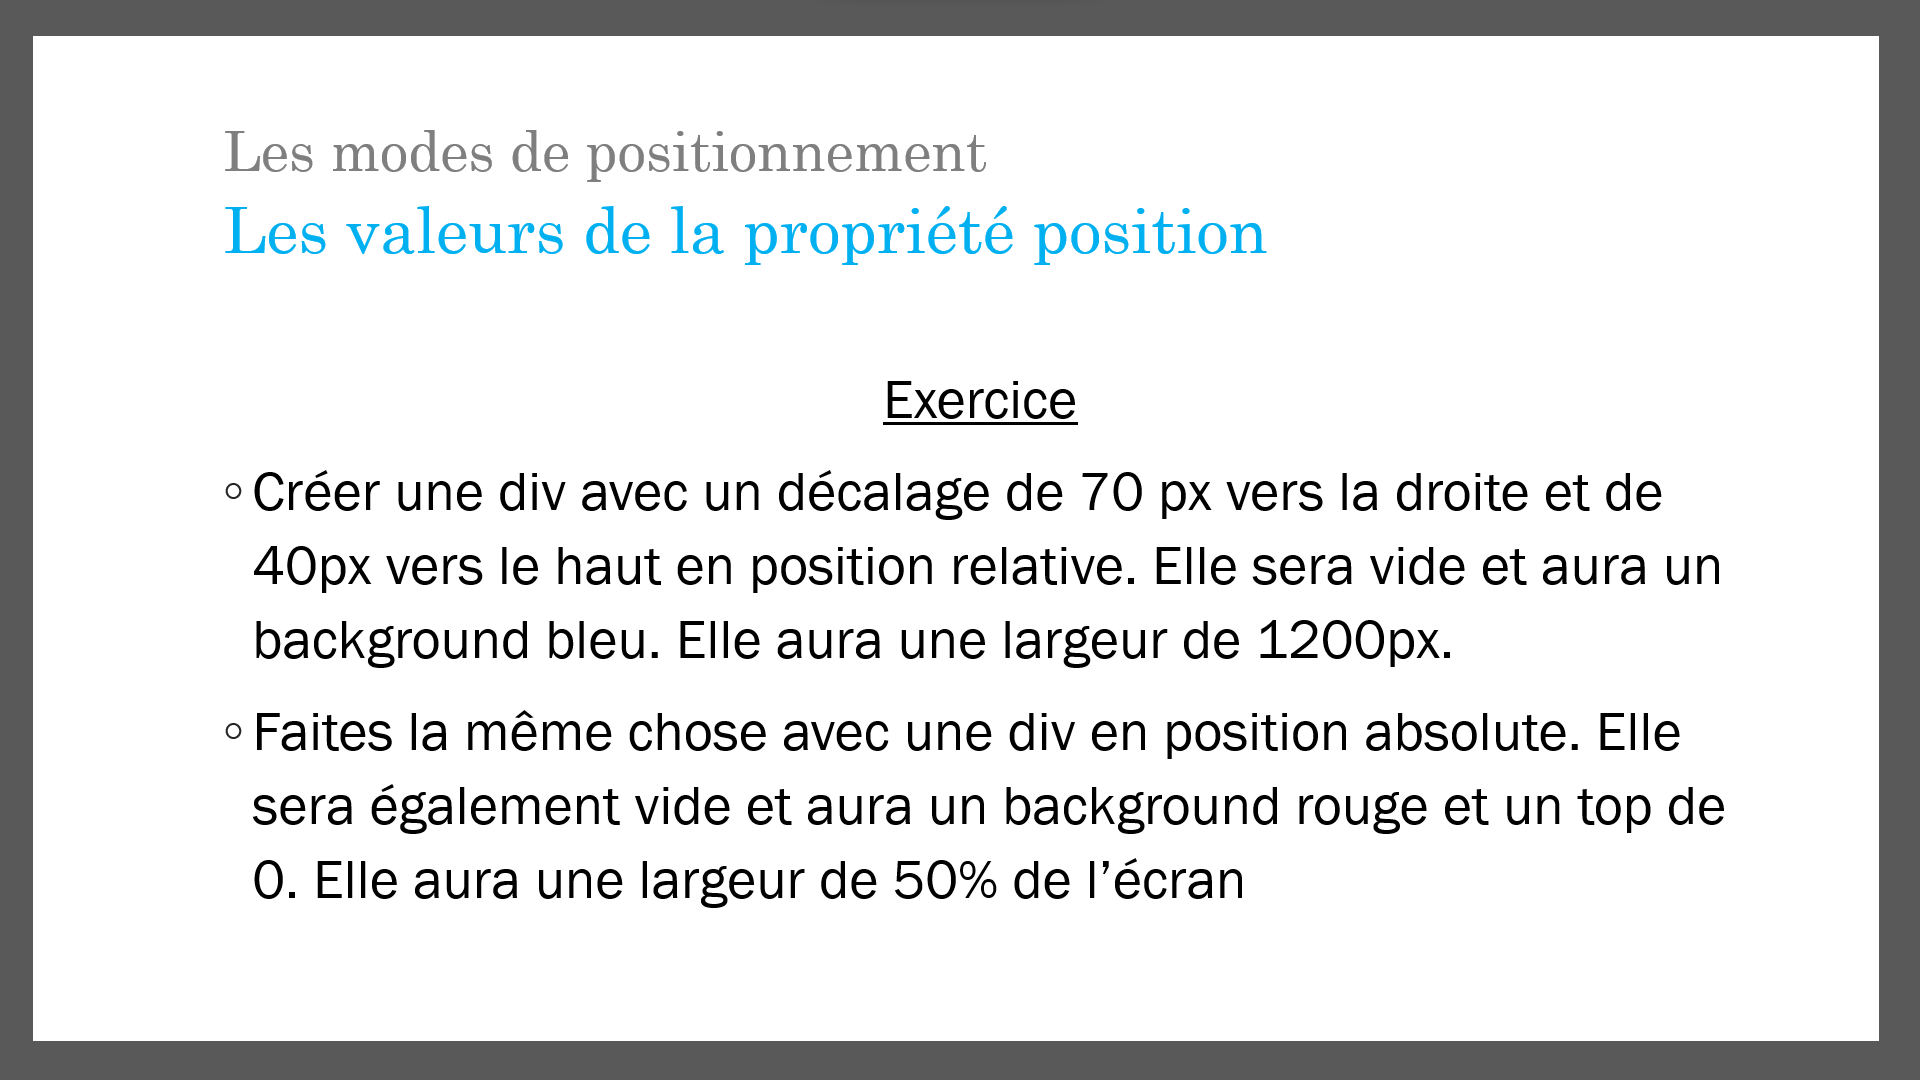 Les modes de positionnement
Les valeurs de la propriété position
Exercice
◦ Créer une div avec un décalage de 70 px vers la droite et de
40px vers le haut en position relative. Elle sera vide et aura un
background bleu. Elle aura une largeur de 1200px.
◦ Faites la même chose avec une div en position absolute. Elle
sera également vide et aura un background rouge et un top de
0. Elle aura une largeur de 50% de l’écran